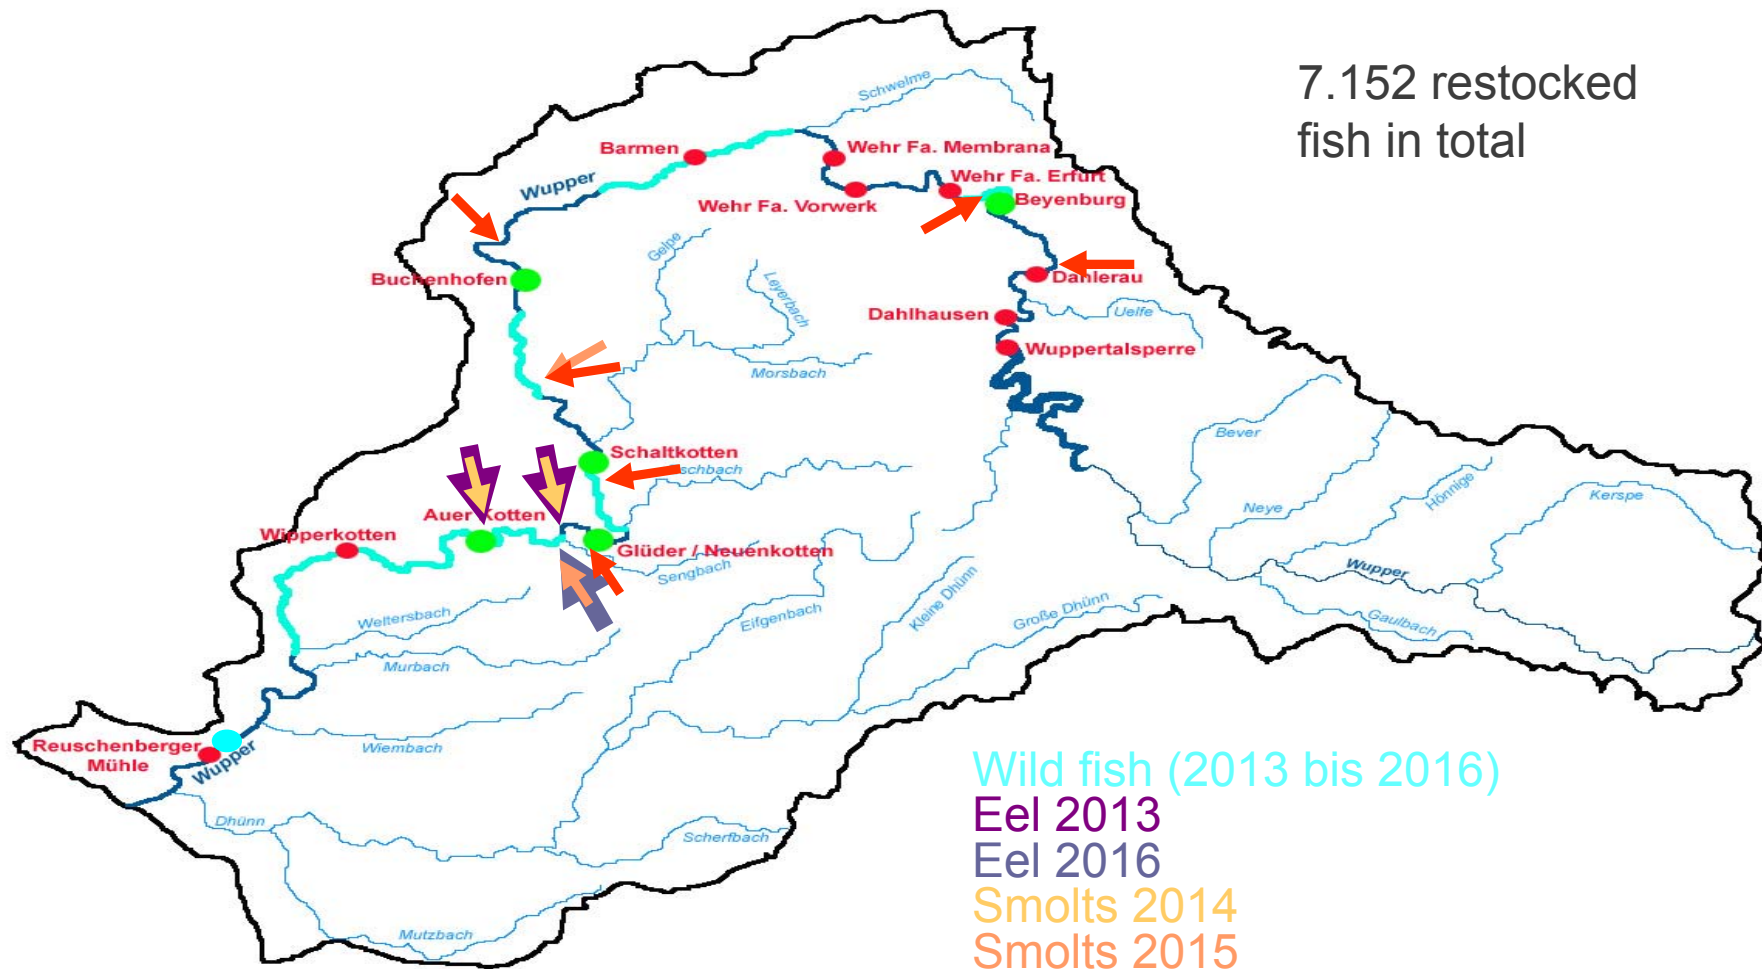 7.152 restocked
fish in total
Schwelme
Barmen
Wehr Fa. Membrana
Wupper
Wehr Fa. Erfurt
Wehr Fa. Vorwerk
Beyenburg
Gelpe
Leyerbach
Buchenhofen
Dahlerau
Dahlhausen
Uelfe
Wuppertalsperre
Morsbach
Bever
Schaltkotten
schbach
Hönnige
Kerspe
Neye
Auer Kotten
Wipperkotten
Glüder / Neuenkotten
Sengbach
Wupper
Kleine Dhünn
Große Dhünn
Eifgenbach
Weltersbach
Gaulbach
Murbach
Reuschenberger
Mühle
Wupper
Wiembach
Dhünn
Scherfbach
Mutzbach
Wild fish (2013 bis 2016)
Eel 2013
Eel 2016
Smolts 2014
Smolts 2015